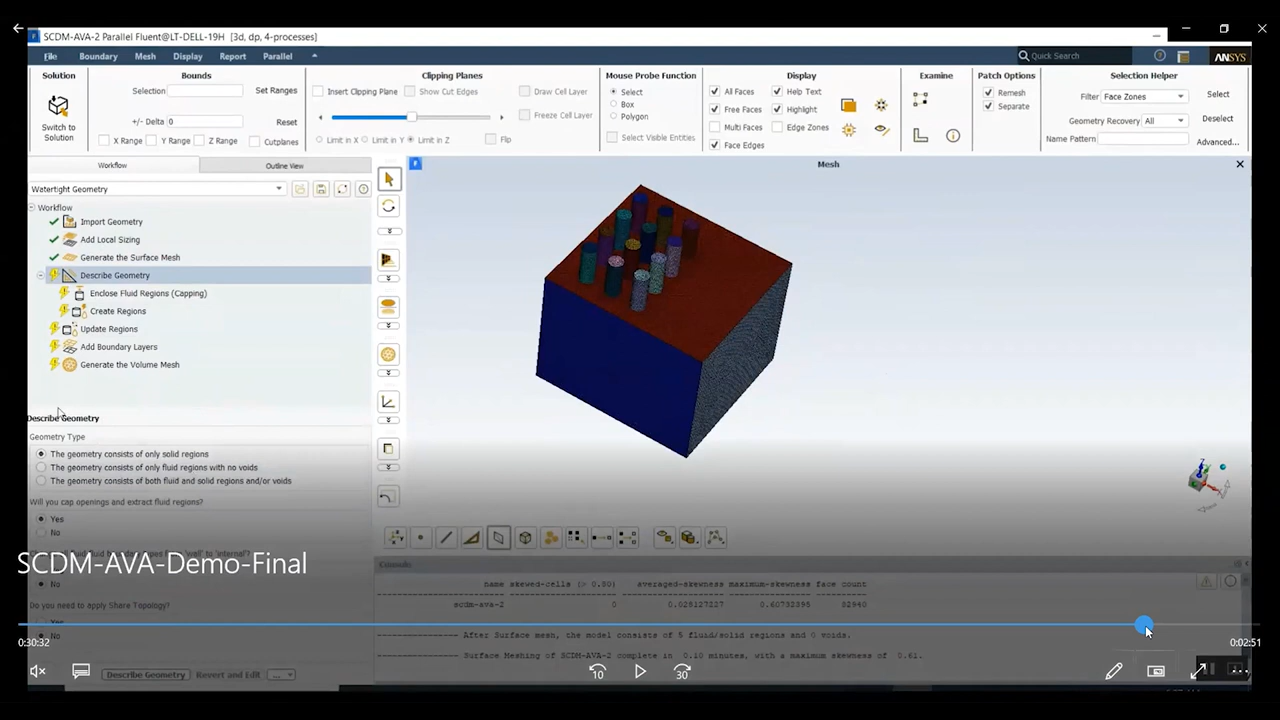 SCDM-AVA-2 Parallel Fluent@LT-DELL-19H [3d, dp, 4-processes]
File Boundary Mesh Display Report Parallel
Quick Search
ANSYS
Solution Bounds Clipping Planes Mouse Probe Function Display Examine Patch Options Selection Helper
Switch to
Solution
Selection Set Ranges
+/- Delta 0 Reset
X Range Y Range Z Range Cutplanes
Insert Clipping Plane Show Cut Edges Draw Cell Layer
Freeze Cell Layer
Limit in X Limit in Y Limit in Z Flip
Select
Box
Polygon
Select Visible Entities
All Faces Help Text
Free Faces Highlight
Multi Faces Edge Zones
Face Edges
Remesh
Separate
Filter Face Zones Select
Geometry Recovery All Deselect
Name Pattern Advanced...
Workflow Outline View
Mesh
Watertight Geometry
Workflow
Import Geometry
Add Local Sizing
Generate the Surface Mesh
Describe Geometry
Enclose Fluid Regions (Capping)
Create Regions
Update Regions
Add Boundary Layers
Generate the Volume Mesh
Describe Geometry
Geometry Type
The geometry consists of only solid regions
The geometry consists of only fluid regions with no voids
The geometry consists of both fluid and solid regions and/or voids
Will you cap openings and extract fluid regions?
Yes
No
SCDM-AVA-Demo-Final
No
Do you need to apply Share Topology?
Yes
No
Describe Geometry Revert and Edit ...
Console
name skewed-cells (> 0.80) averaged-skewness maximum-skewness face count
scdm-ava-2 0 0.028127227 0.60732395 82940
After Surface mesh, the model consists of 5 fluid/solid regions and 0 voids.
Surface Meshing of SCDM-AVA-2 complete in 0.10 minutes, with a maximum skewness of 0.61.
0:30:32
0:02:51
10
30